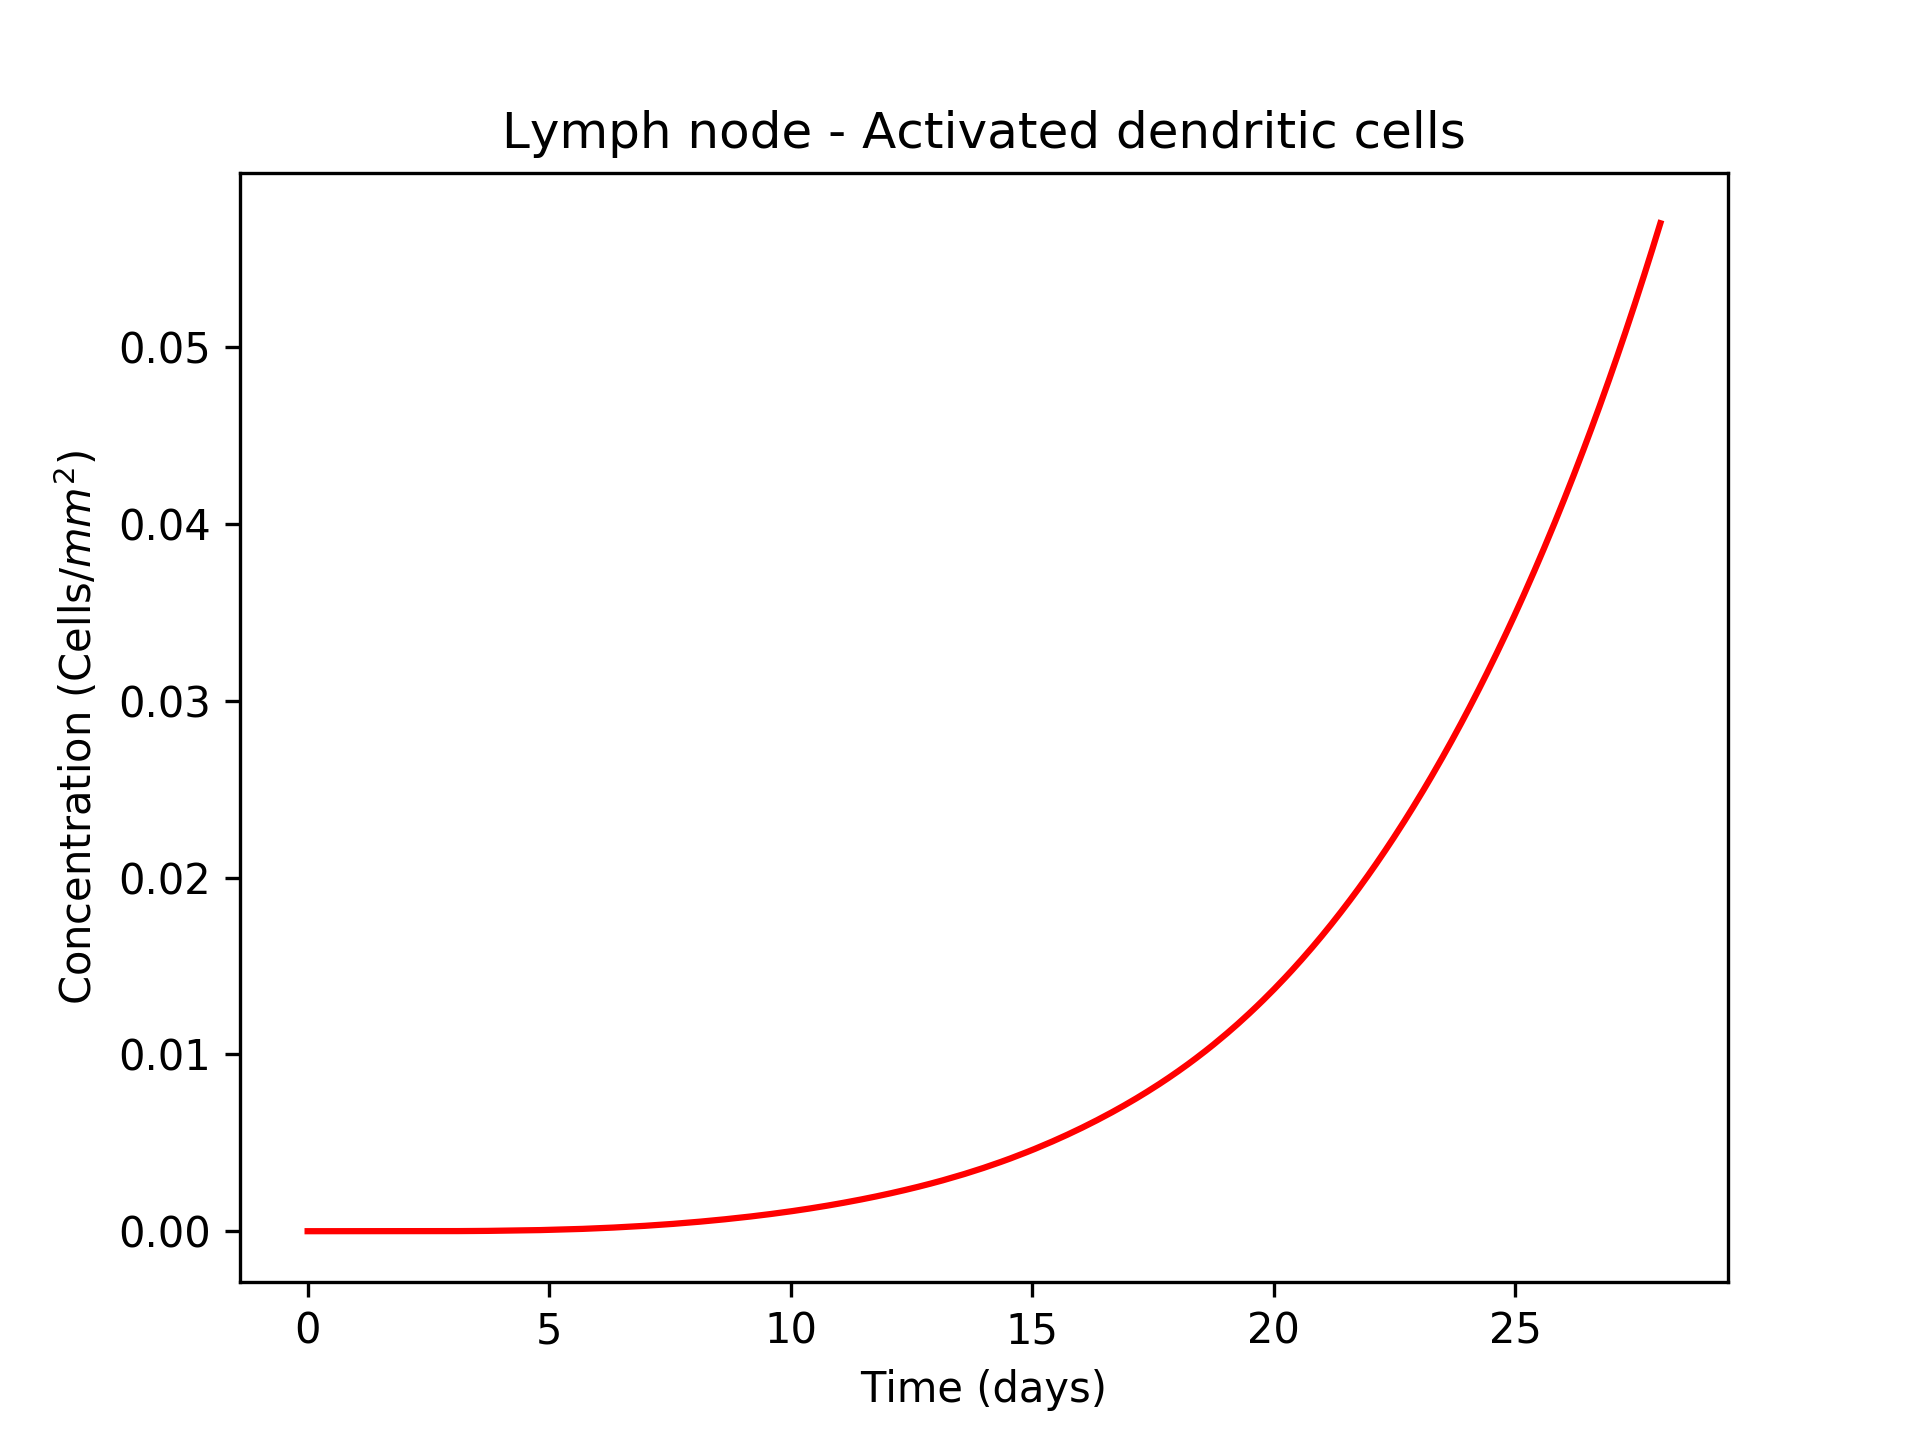 Lymph node - Activated dendritic cells
Concentration (Cells/mm²)
0.05
0.04
0.03
0.02
0.01
0.00
0 5 10 15 20 25
Time (days)